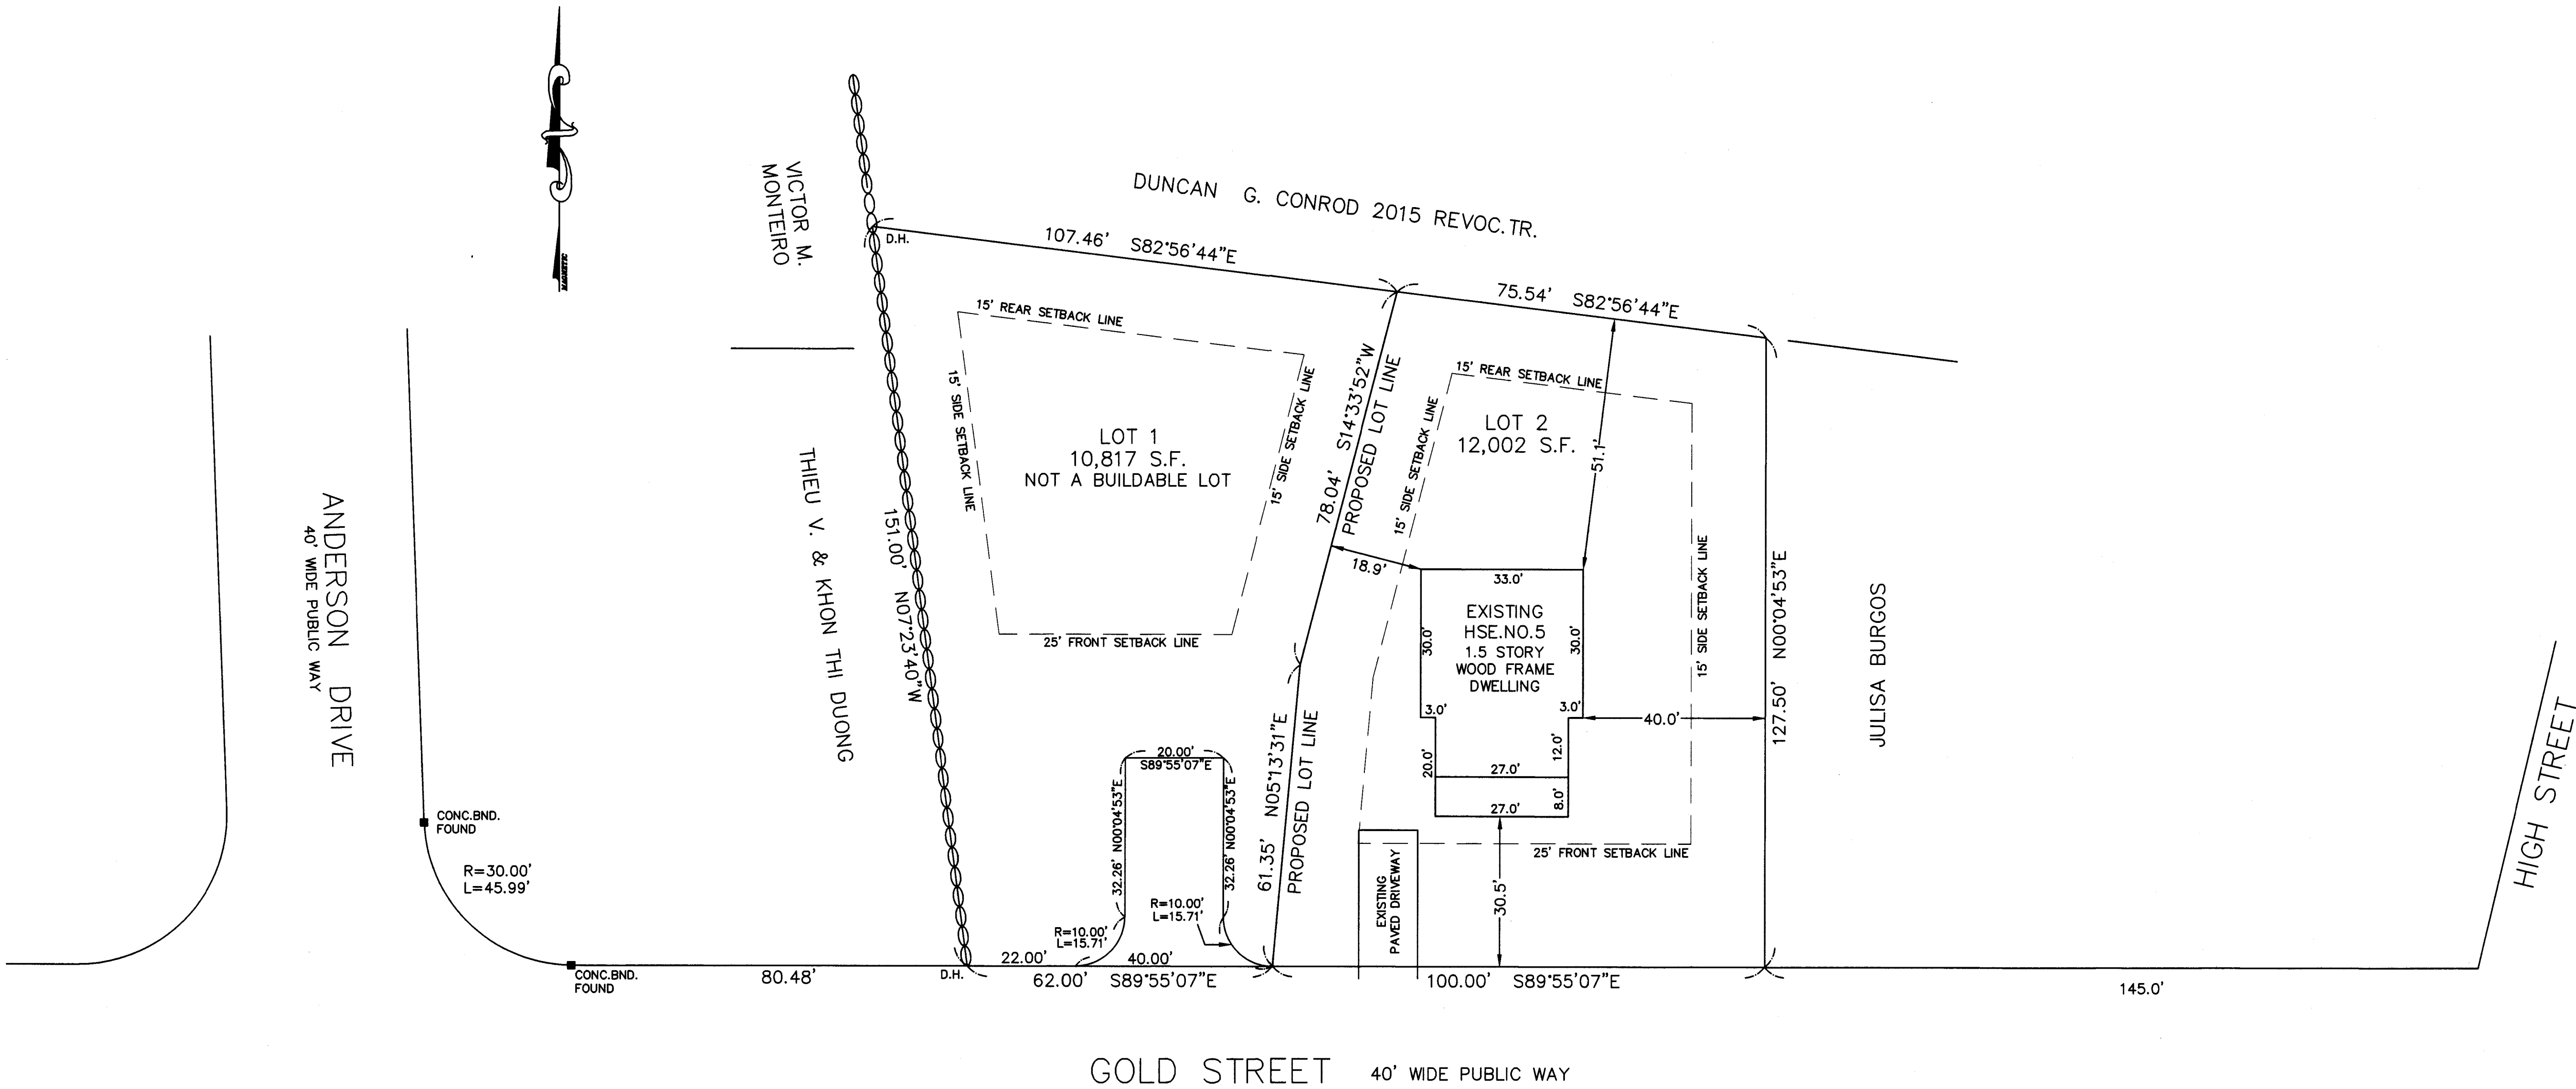 MAGNETIC
VICTOR M.
MONTEIRO
DUNCAN G. CONROD 2015 REVOC.TR.
D.H.
107.46' S82°56'44"E
75.54' S82°56'44"E
15' REAR SETBACK LINE
15' SIDE SETBACK LINE
15' SIDE SETBACK LINE
LOT 1
10,817 S.F.
NOT A BUILDABLE LOT
25' FRONT SETBACK LINE
78.04' S14°33'52"W
PROPOSED LOT LINE
15' REAR SETBACK LINE
15' SIDE SETBACK LINE
LOT 2
12,002 S.F.
51.1'
15' SIDE SETBACK LINE
18.9'
33.0'
EXISTING
HSE.NO.5
1.5 STORY
WOOD FRAME
DWELLING
30.0'
30.0'
3.0'
3.0'
40.0'
20.0'
12.0'
27.0'
27.0'
8.0'
25' FRONT SETBACK LINE
30.5'
EXISTING
PAVED DRIVEWAY
127.50' N00°04'53"E
JULISA BURGOS
HIGH STREET
ANDERSON DRIVE
40' WIDE PUBLIC WAY
THIEU V. & KHON THI DUONG
151.00' N07°23'40"W
61.35' N05°13'31"E
PROPOSED LOT LINE
20.00'
S89°55'07"E
32.26' N00°04'53"E
32.26' N00°04'53"E
R=10.00'
L=15.71'
R=10.00'
L=15.71'
CONC.BND.
FOUND
R=30.00'
L=45.99'
CONC.BND.
FOUND
80.48'
D.H.
22.00'
40.00'
62.00' S89°55'07"E
100.00' S89°55'07"E
145.0'
GOLD STREET 40' WIDE PUBLIC WAY